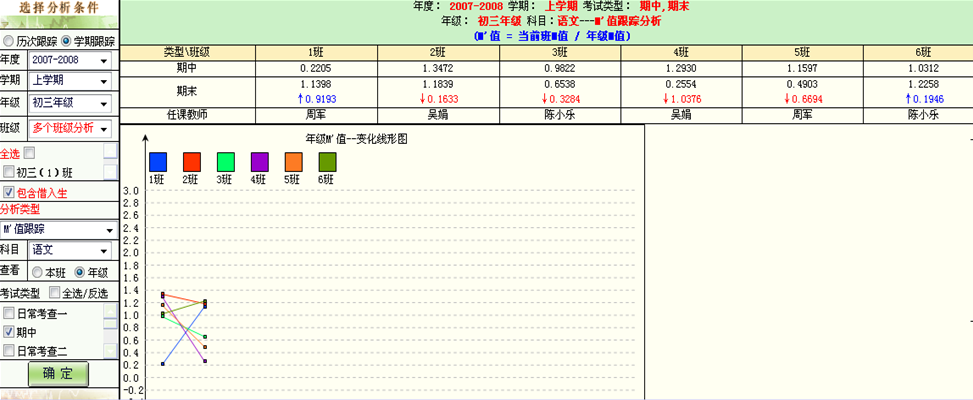 选择分析条件
历次跟踪 学期跟踪
年度 2007-2008
学期 上学期
年级 初三年级
班级 多个班级分析
全选
初三(1)班
包含借入生
分析类型
M'值跟踪
科目 语文
查看 本班 年级
考试类型 全选/反选
日常考查一
期中
日常考查二
确 定
年度: 2007-2008 学期: 上学期 考试类型: 期中,期末
年级: 初三年级 科目:语文---M'值跟踪分析
(M'值 = 当前班M值 / 年级M值)
类型\班级 1班 2班 3班 4班 5班 6班
期中 0.2205 1.3472 0.9822 1.2930 1.1597 1.0312
期末 1.1398 1.1839 0.6538 0.2554 0.4903 1.2258
↑0.9193 ↓0.1633 ↓0.3284 ↓1.0376 ↓0.6694 ↑0.1946
任课教师 周军 吴娟 陈小乐 吴娟 周军 陈小乐
年级M'值--变化线形图
1班 2班 3班 4班 5班 6班
3.0
2.8
2.6
2.4
2.2
2.0
1.8
1.6
1.4
1.2
1.0
0.8
0.6
0.4
0.2
0.0
-0.2